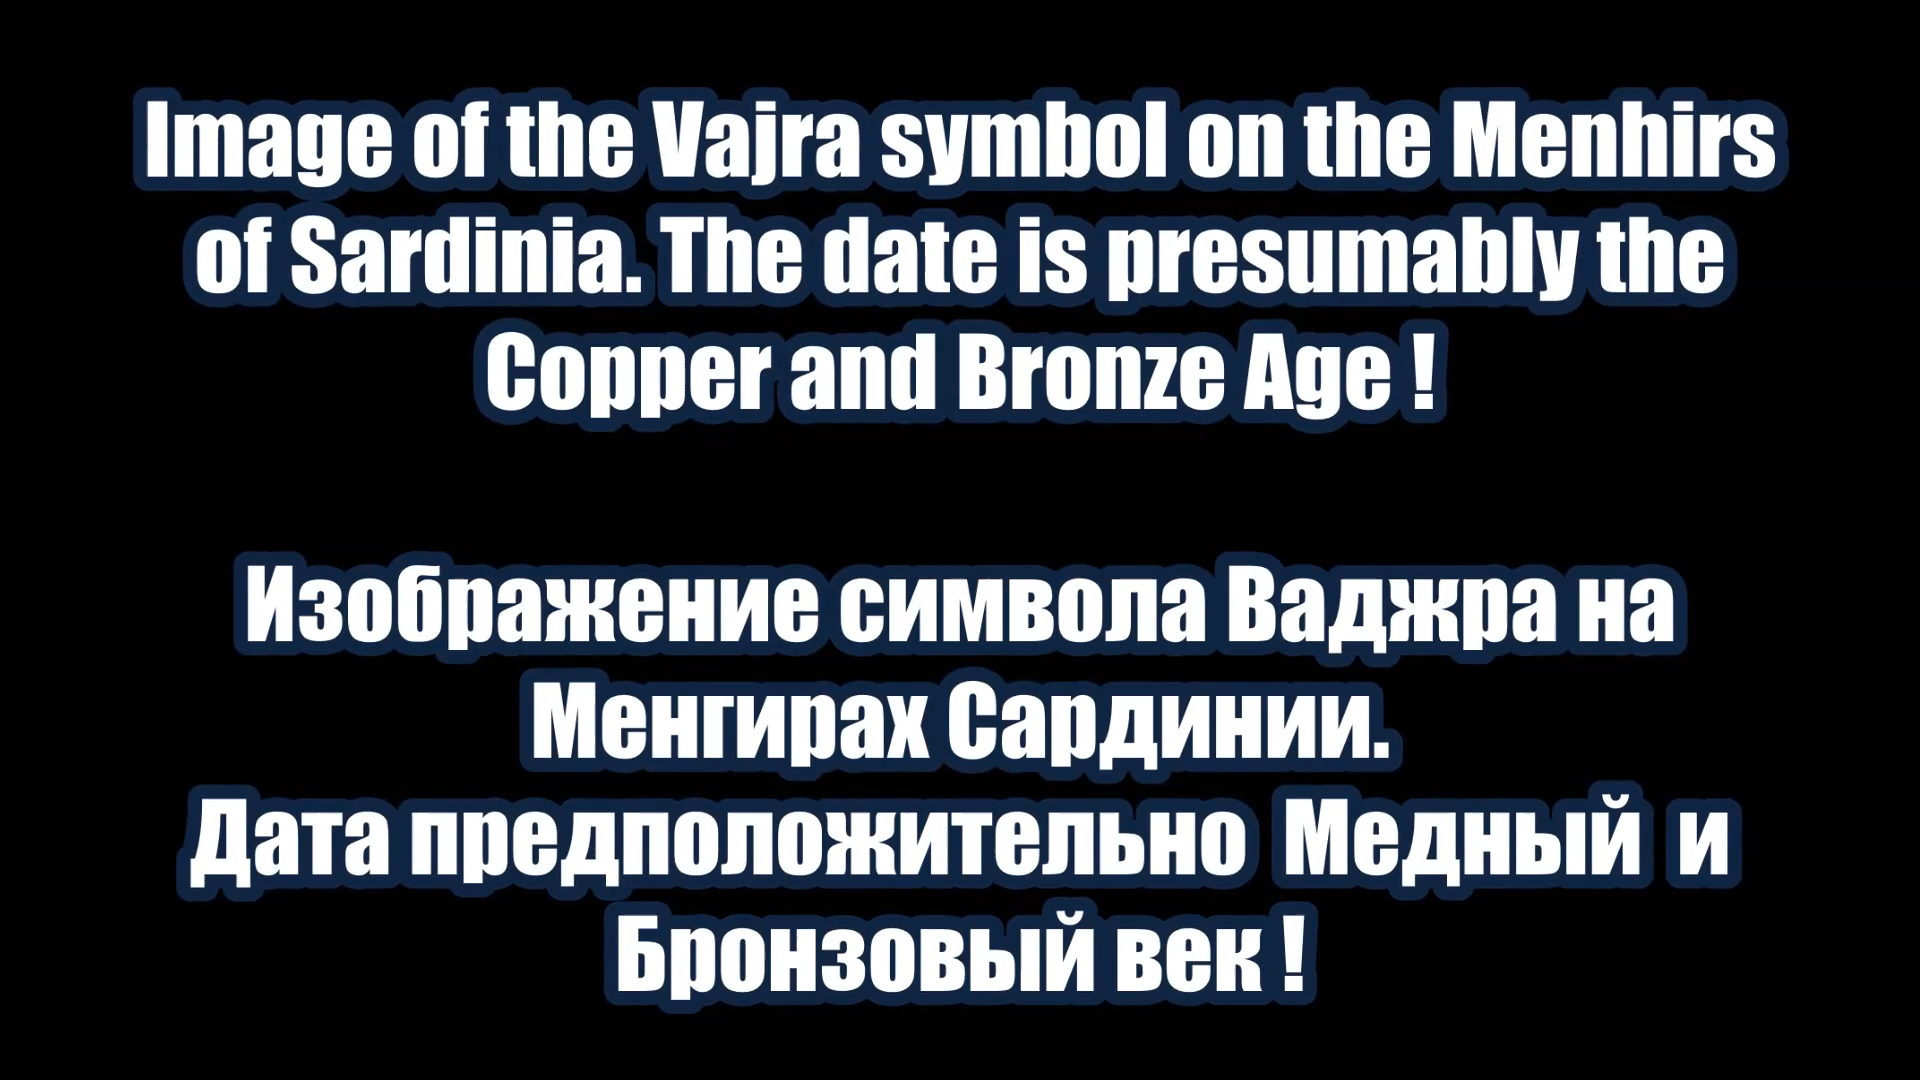 Image of the Vajra symbol on the Menhirs
of Sardinia. The date is presumably the
Copper and Bronze Age !
Изображение символа Ваджра на
Менгирах Сардинии.
Дата предположительно Медный и
Бронзовый век !